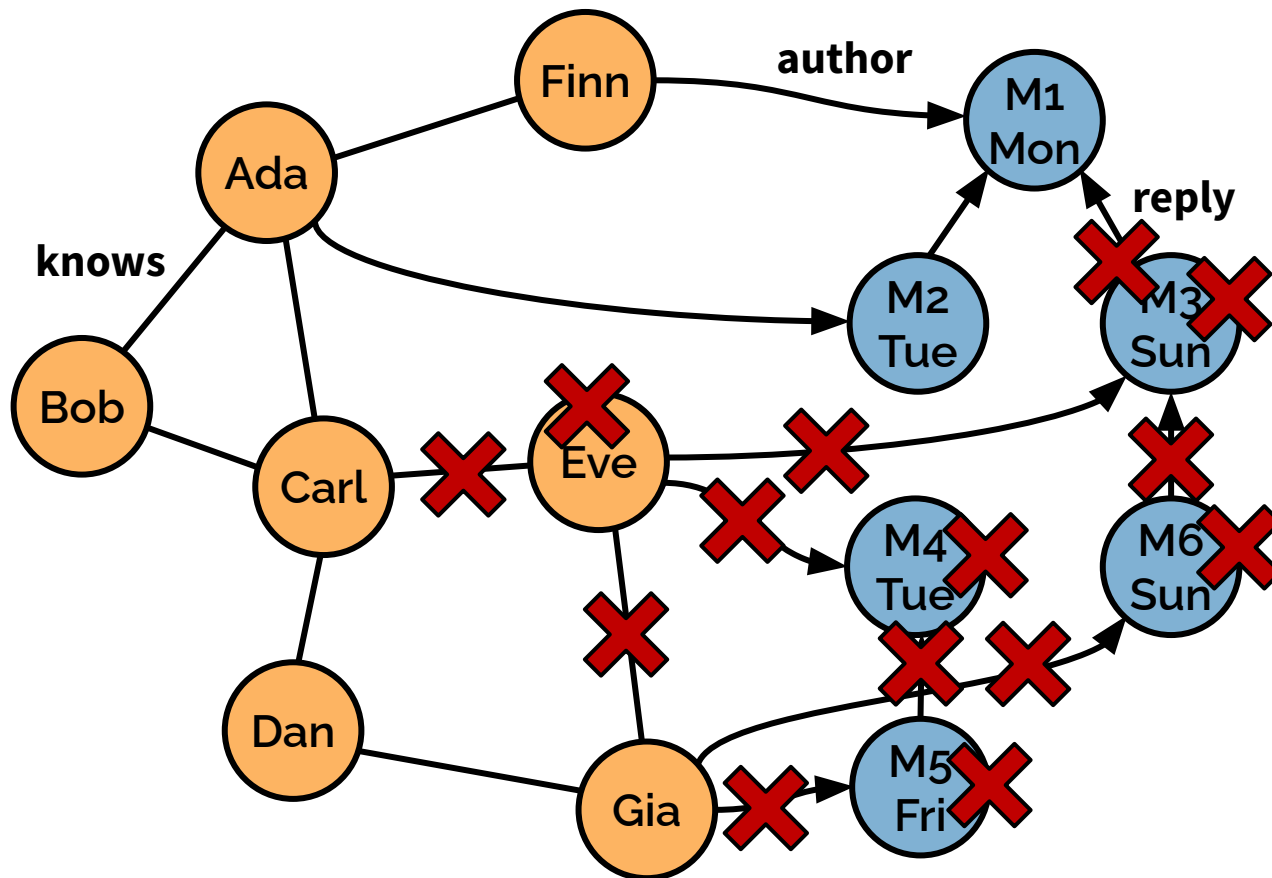 Finn
author
M1
Mon
Ada
reply
knows
M2
Tue
M3
Sun
Bob
Carl
Eve
M4
Tue
M6
Sun
Dan
Gia
M5
Fri